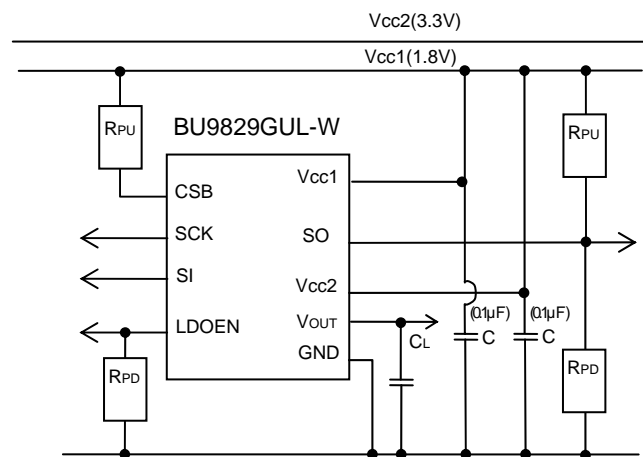 Vcc2(3.3V)
Vcc1(1.8V)
BU9829GUL-W
RPU
RPU
CSB
Vcc1
SCK
SO
SI
Vcc2
(0.1μF)
(0.1μF)
LDOEN
VOUT
CL
C
C
GND
RPD
RPD